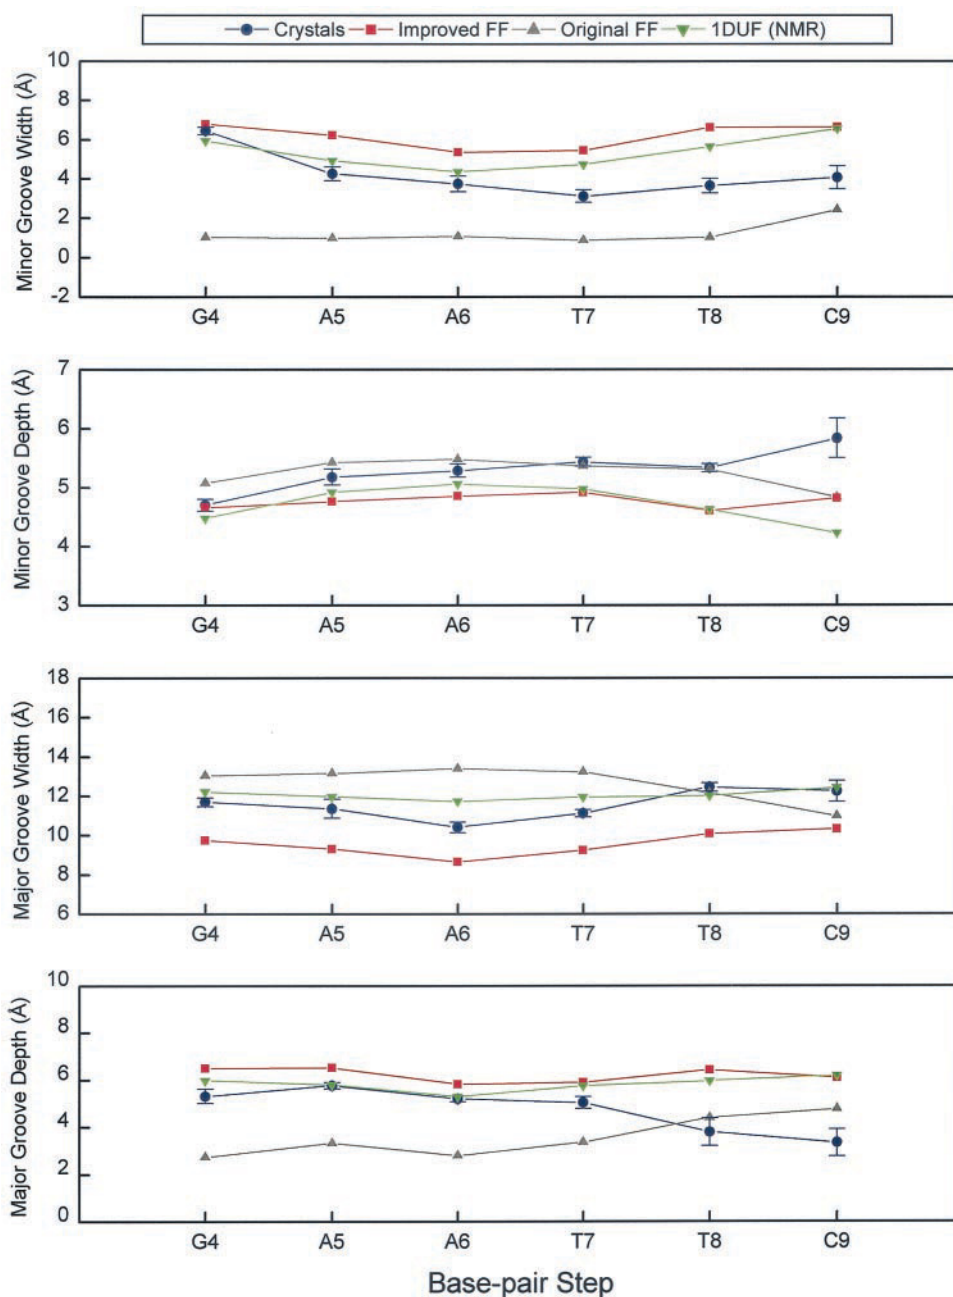 Crystals Improved FF Original FF 1DUF (NMR)
Minor Groove Width (Å)
10
8
6
4
2
0
-2
G4 A5 A6 T7 T8 C9
Minor Groove Depth (Å)
7
6
5
4
3
G4 A5 A6 T7 T8 C9
Major Groove Width (Å)
18
16
14
12
10
8
6
G4 A5 A6 T7 T8 C9
Major Groove Depth (Å)
10
8
6
4
2
0
G4 A5 A6 T7 T8 C9
Base-pair Step